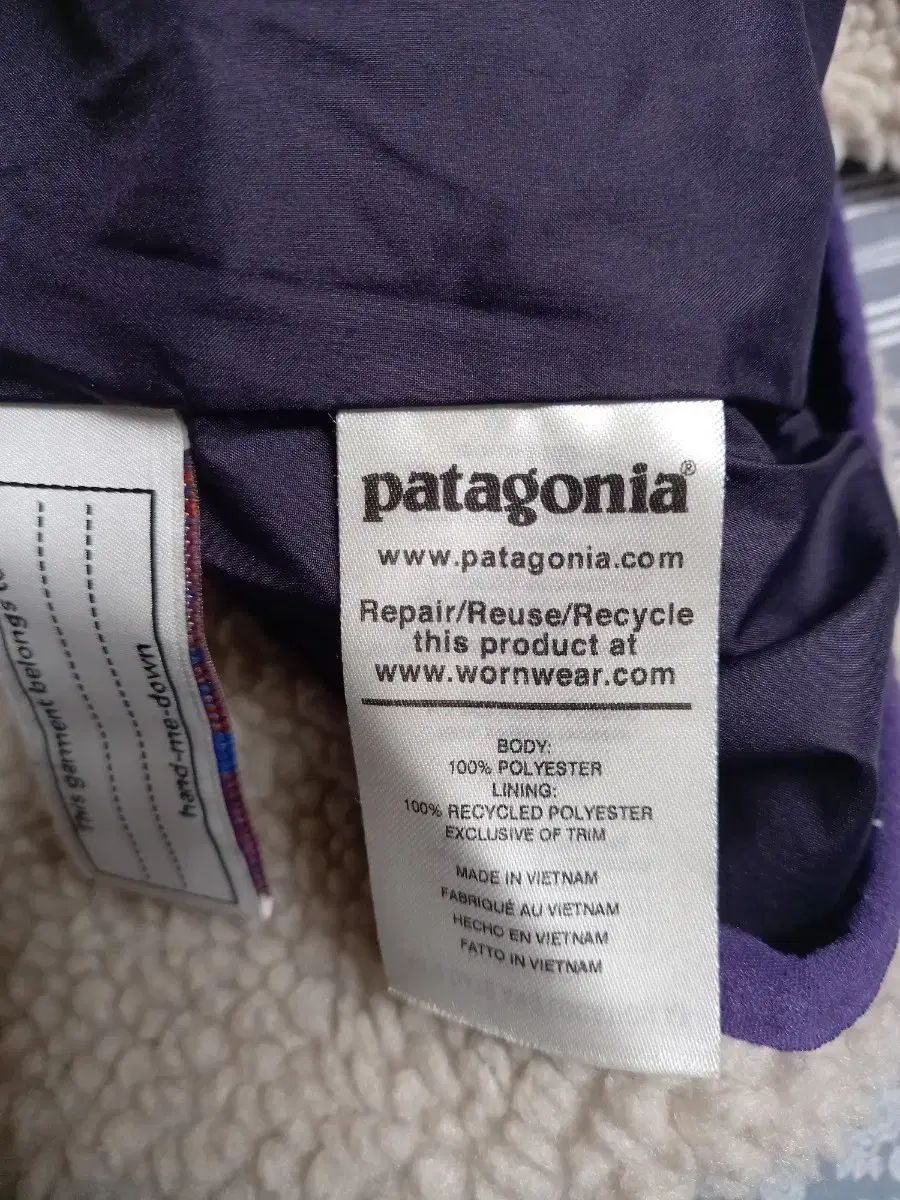 This garment belongs to
hand-me-down
patagonia®
www.patagonia.com
Repair/Reuse/Recycle
this product at
www.wornwear.com
BODY:
100% POLYESTER
LINING:
100% RECYCLED POLYESTER
EXCLUSIVE OF TRIM
MADE IN VIETNAM
FABRIQUÉ AU VIETNAM
HECHO EN VIETNAM
FATTO IN VIETNAM